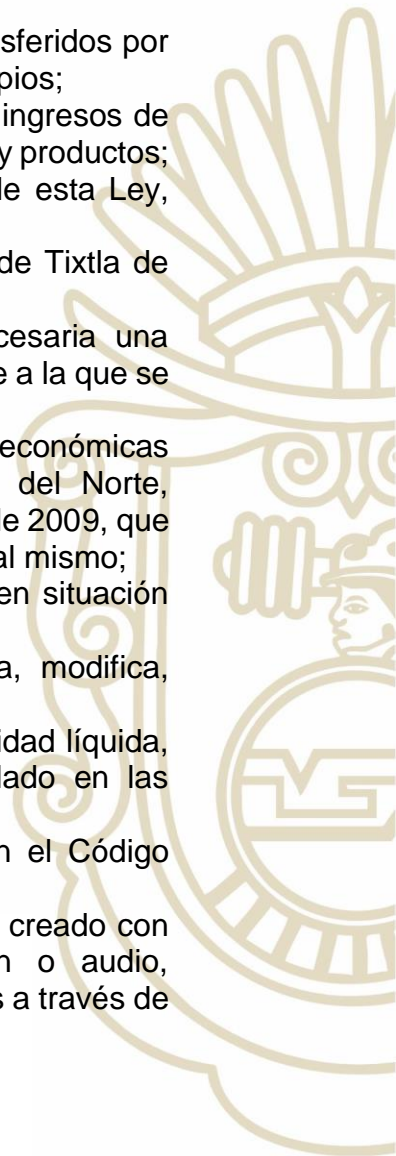 sferidos por
pios;
ingresos de
y productos;
le esta Ley,
de Tixtla de
cesaria una
e a la que se
económicas
del Norte,
de 2009, que
al mismo;
en situación
a, modifica,
idad líquida,
lado en las
n el Código
creado con
n o audio,
s a través de